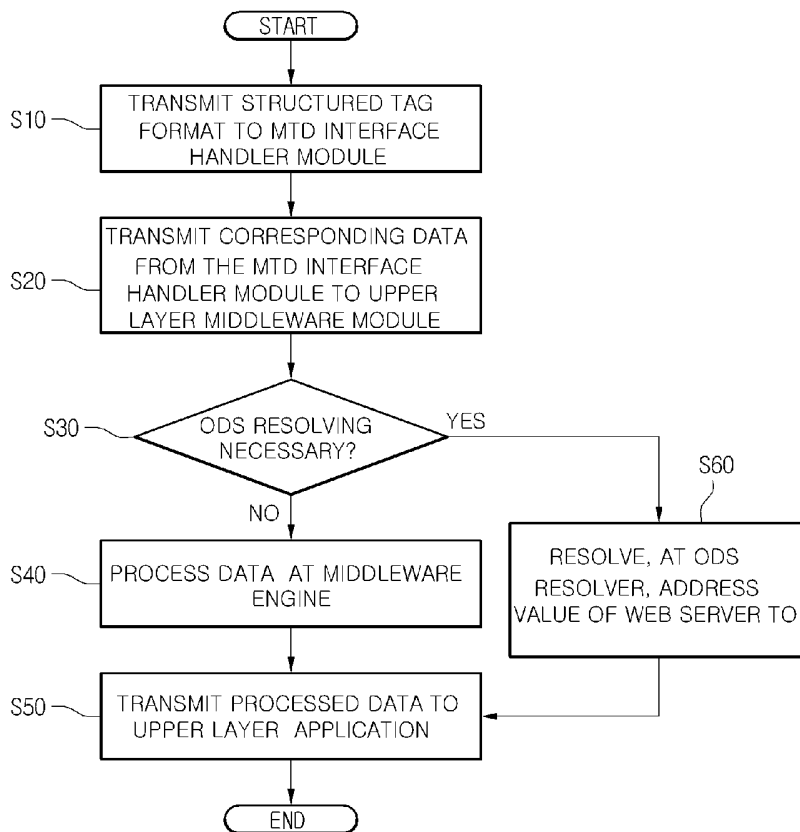 START
S10
TRANSMIT STRUCTURED TAG
FORMAT TO MTD INTERFACE
HANDLER MODULE
S20
TRANSMIT CORRESPONDING DATA
FROM THE MTD INTERFACE
HANDLER MODULE TO UPPER
LAYER MIDDLEWARE MODULE
S30
ODS RESOLVING
NECESSARY?
YES
NO
S60
RESOLVE, AT ODS
RESOLVER, ADDRESS
VALUE OF WEB SERVER TO
S40
PROCESS DATA AT MIDDLEWARE
ENGINE
S50
TRANSMIT PROCESSED DATA TO
UPPER LAYER APPLICATION
END